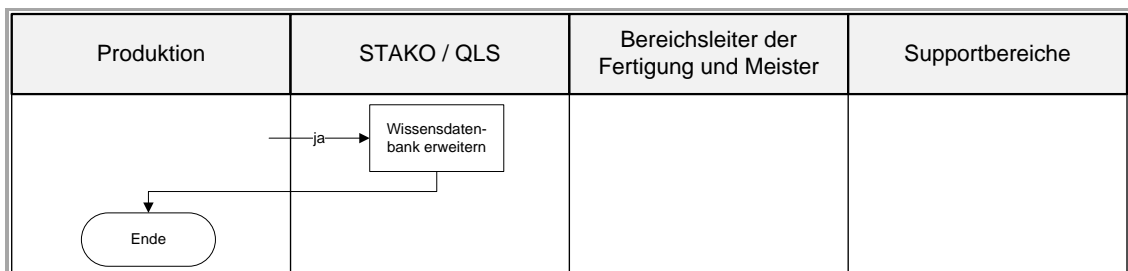 Produktion
STAKO / QLS
Bereichsleiter der
Fertigung und Meister
Supportbereiche
ja
Wissensdaten-
bank erweitern
Ende